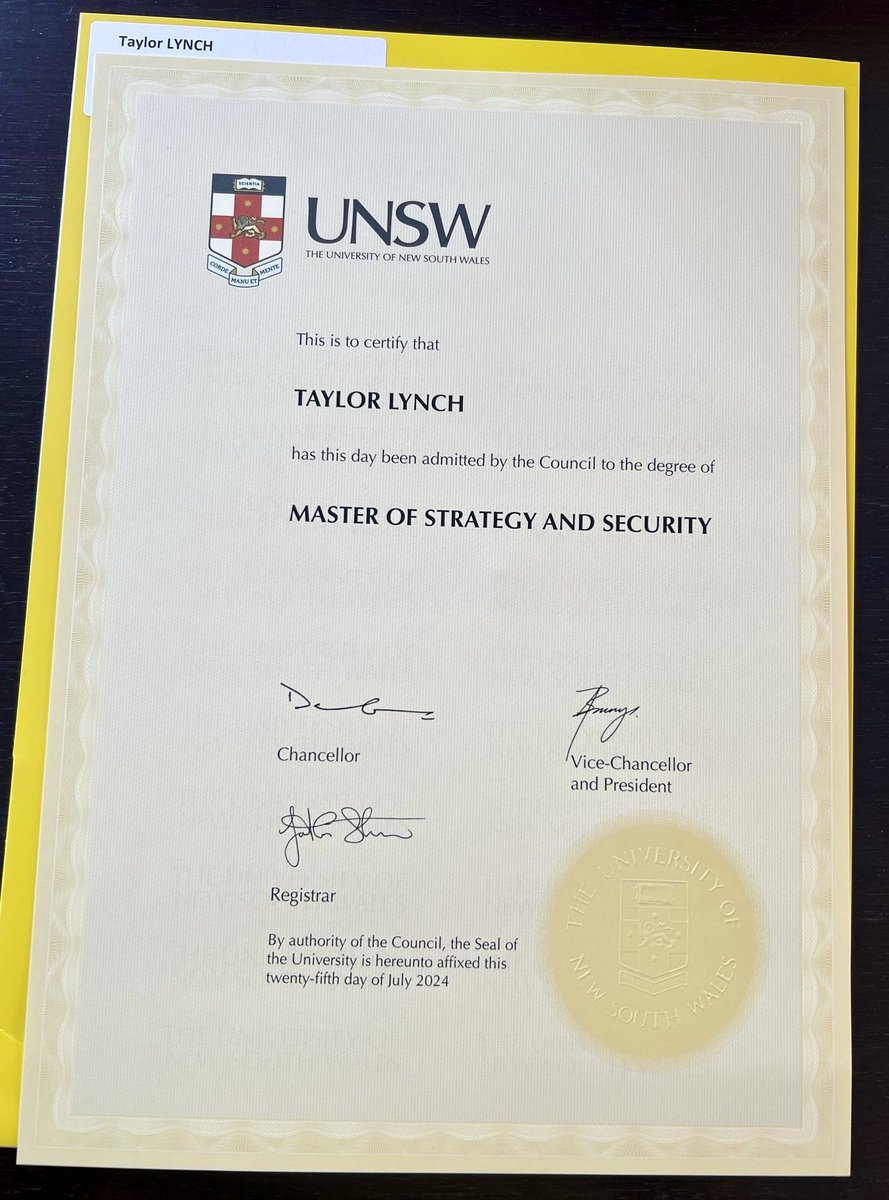 Taylor LYNCH
SCIENTIA
CORDE
MANU ET
MENTE
UNSW
THE UNIVERSITY OF NEW SOUTH WALES
This is to certify that
TAYLOR LYNCH
has this day been admitted by the Council to the degree of
MASTER OF STRATEGY AND SECURITY
Chancellor
Vice-Chancellor
and President
Registrar
By authority of the Council, the Seal of
the University is hereunto affixed this
twenty-fifth day of July 2024
THE UNIVERSITY OF
NEW SOUTH WALES